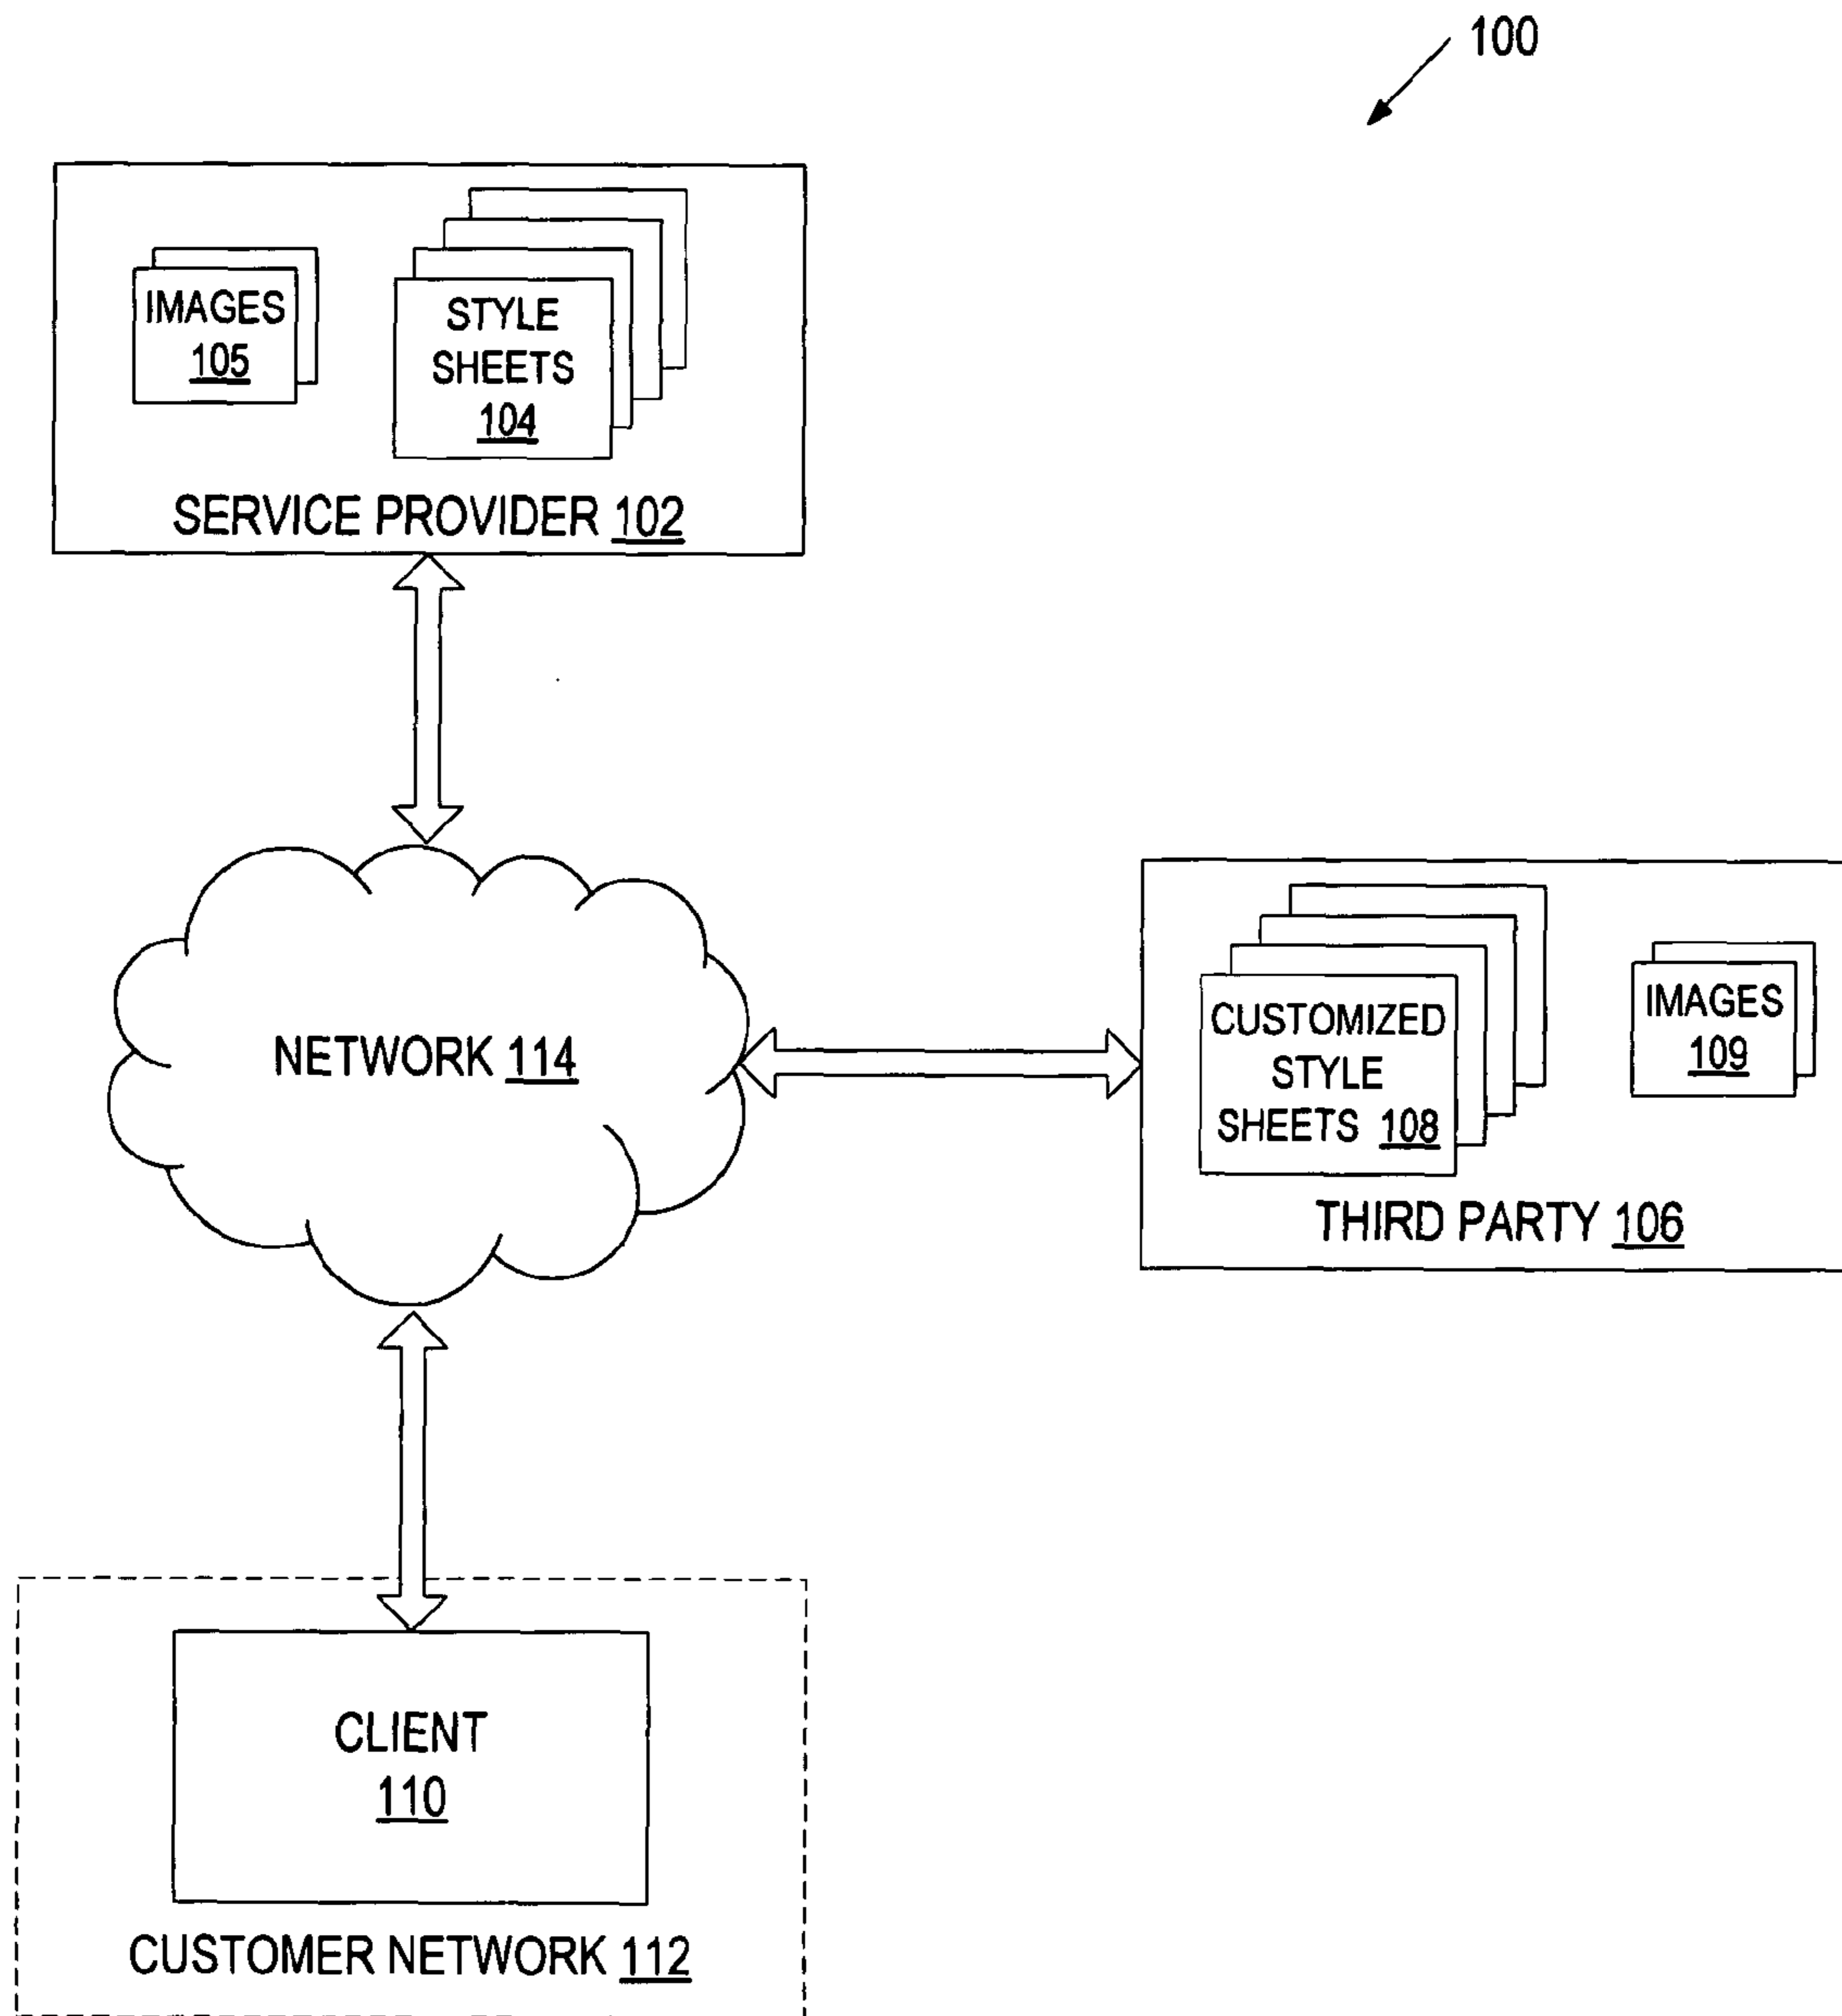 100
IMAGES
105
STYLE
SHEETS
104
SERVICE PROVIDER 102
NETWORK 114
CUSTOMIZED
STYLE
SHEETS 108
IMAGES
109
THIRD PARTY 106
CLIENT
110
CUSTOMER NETWORK 112